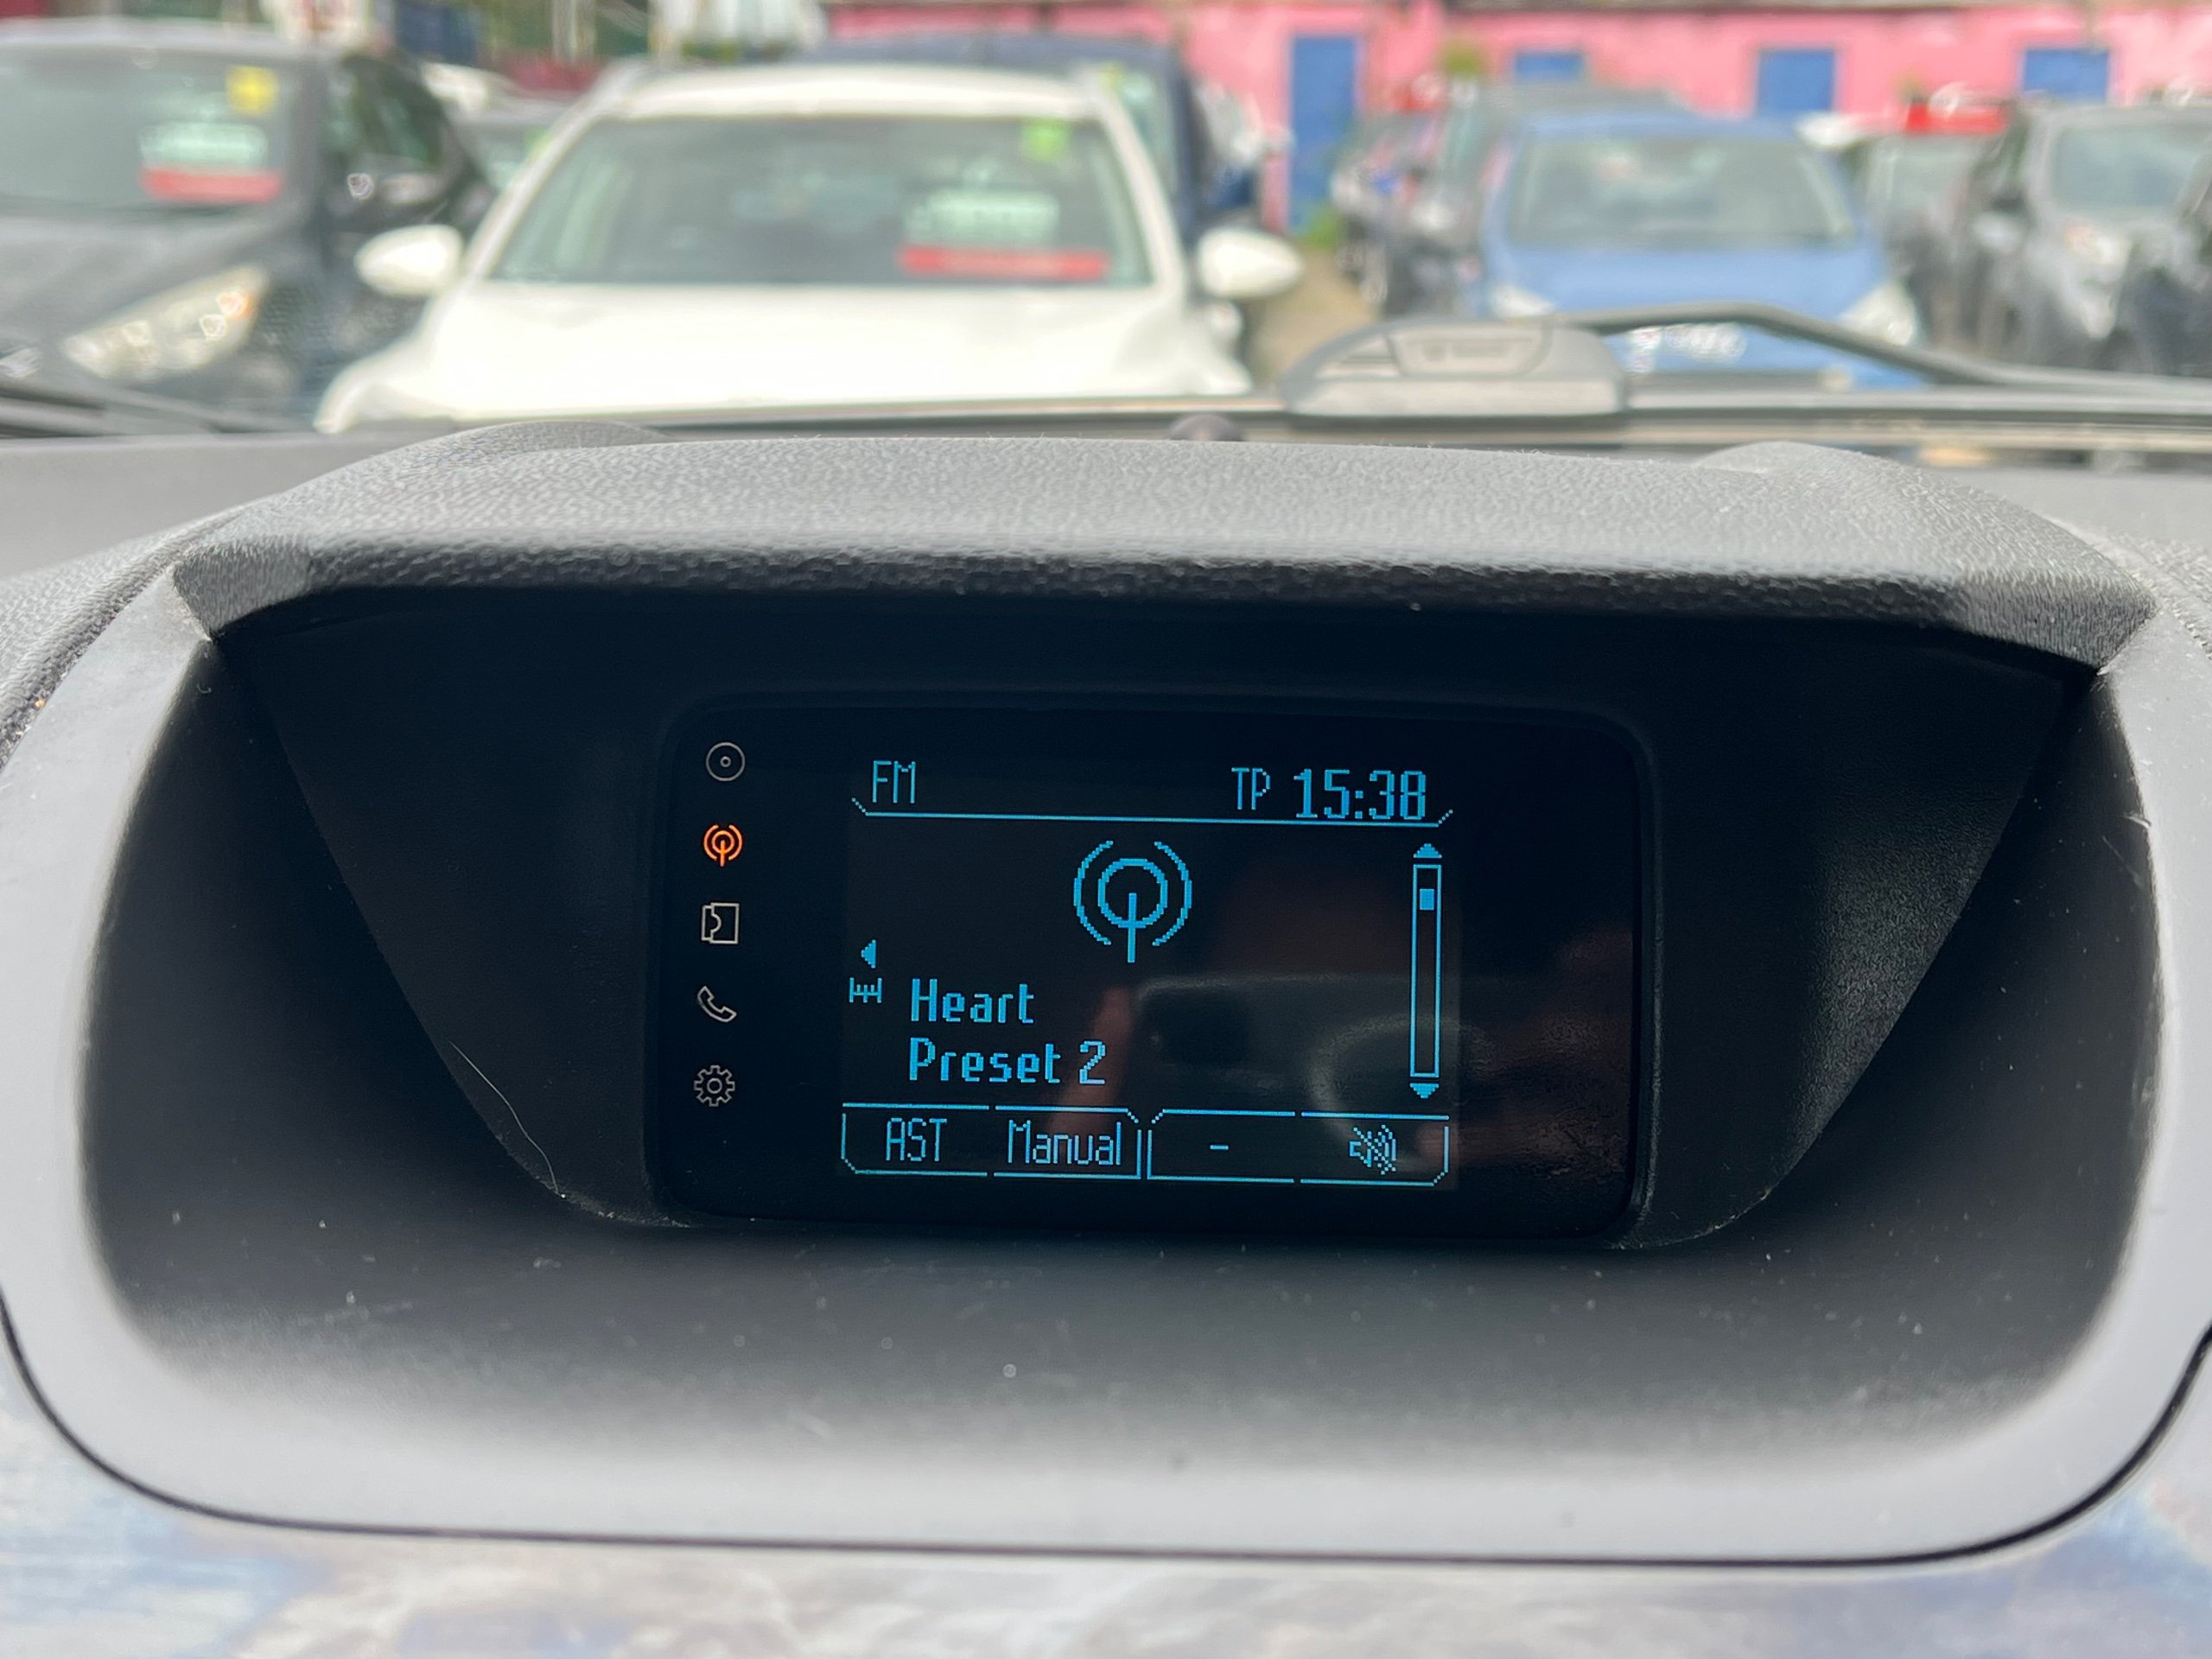 FM TP 15:38
Heart
Preset 2
AST Manual -